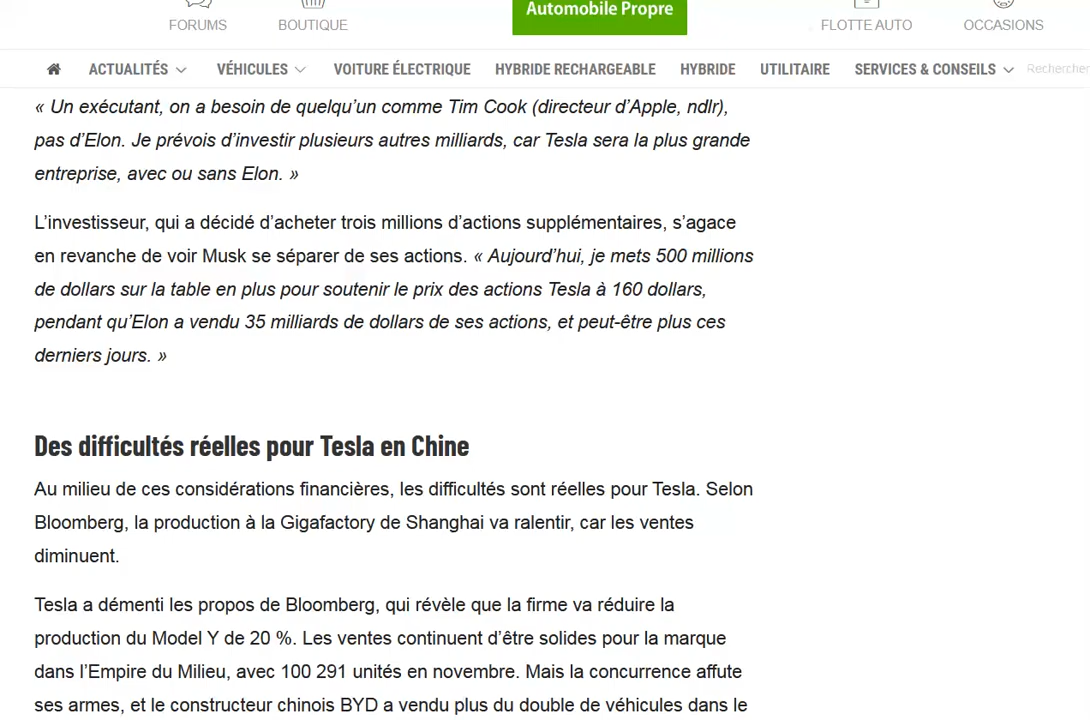 Automobile Propre
FORUMS BOUTIQUE FLOTTE AUTO OCCASIONS
ACTUALITÉS VÉHICULES VOITURE ÉLECTRIQUE HYBRIDE RECHARGEABLE HYBRIDE UTILITAIRE SERVICES & CONSEILS Rechercher
« Un exécutant, on a besoin de quelqu’un comme Tim Cook (directeur d’Apple, ndlr),
pas d’Elon. Je prévois d’investir plusieurs autres milliards, car Tesla sera la plus grande
entreprise, avec ou sans Elon. »
L’investisseur, qui a décidé d’acheter trois millions d’actions supplémentaires, s’agace
en revanche de voir Musk se séparer de ses actions. « Aujourd’hui, je mets 500 millions
de dollars sur la table en plus pour soutenir le prix des actions Tesla à 160 dollars,
pendant qu’Elon a vendu 35 milliards de dollars de ses actions, et peut-être plus ces
derniers jours. »
Des difficultés réelles pour Tesla en Chine
Au milieu de ces considérations financières, les difficultés sont réelles pour Tesla. Selon
Bloomberg, la production à la Gigafactory de Shanghai va ralentir, car les ventes
diminuent.
Tesla a démenti les propos de Bloomberg, qui révèle que la firme va réduire la
production du Model Y de 20 %. Les ventes continuent d’être solides pour la marque
dans l’Empire du Milieu, avec 100 291 unités en novembre. Mais la concurrence affute
ses armes, et le constructeur chinois BYD a vendu plus du double de véhicules dans le